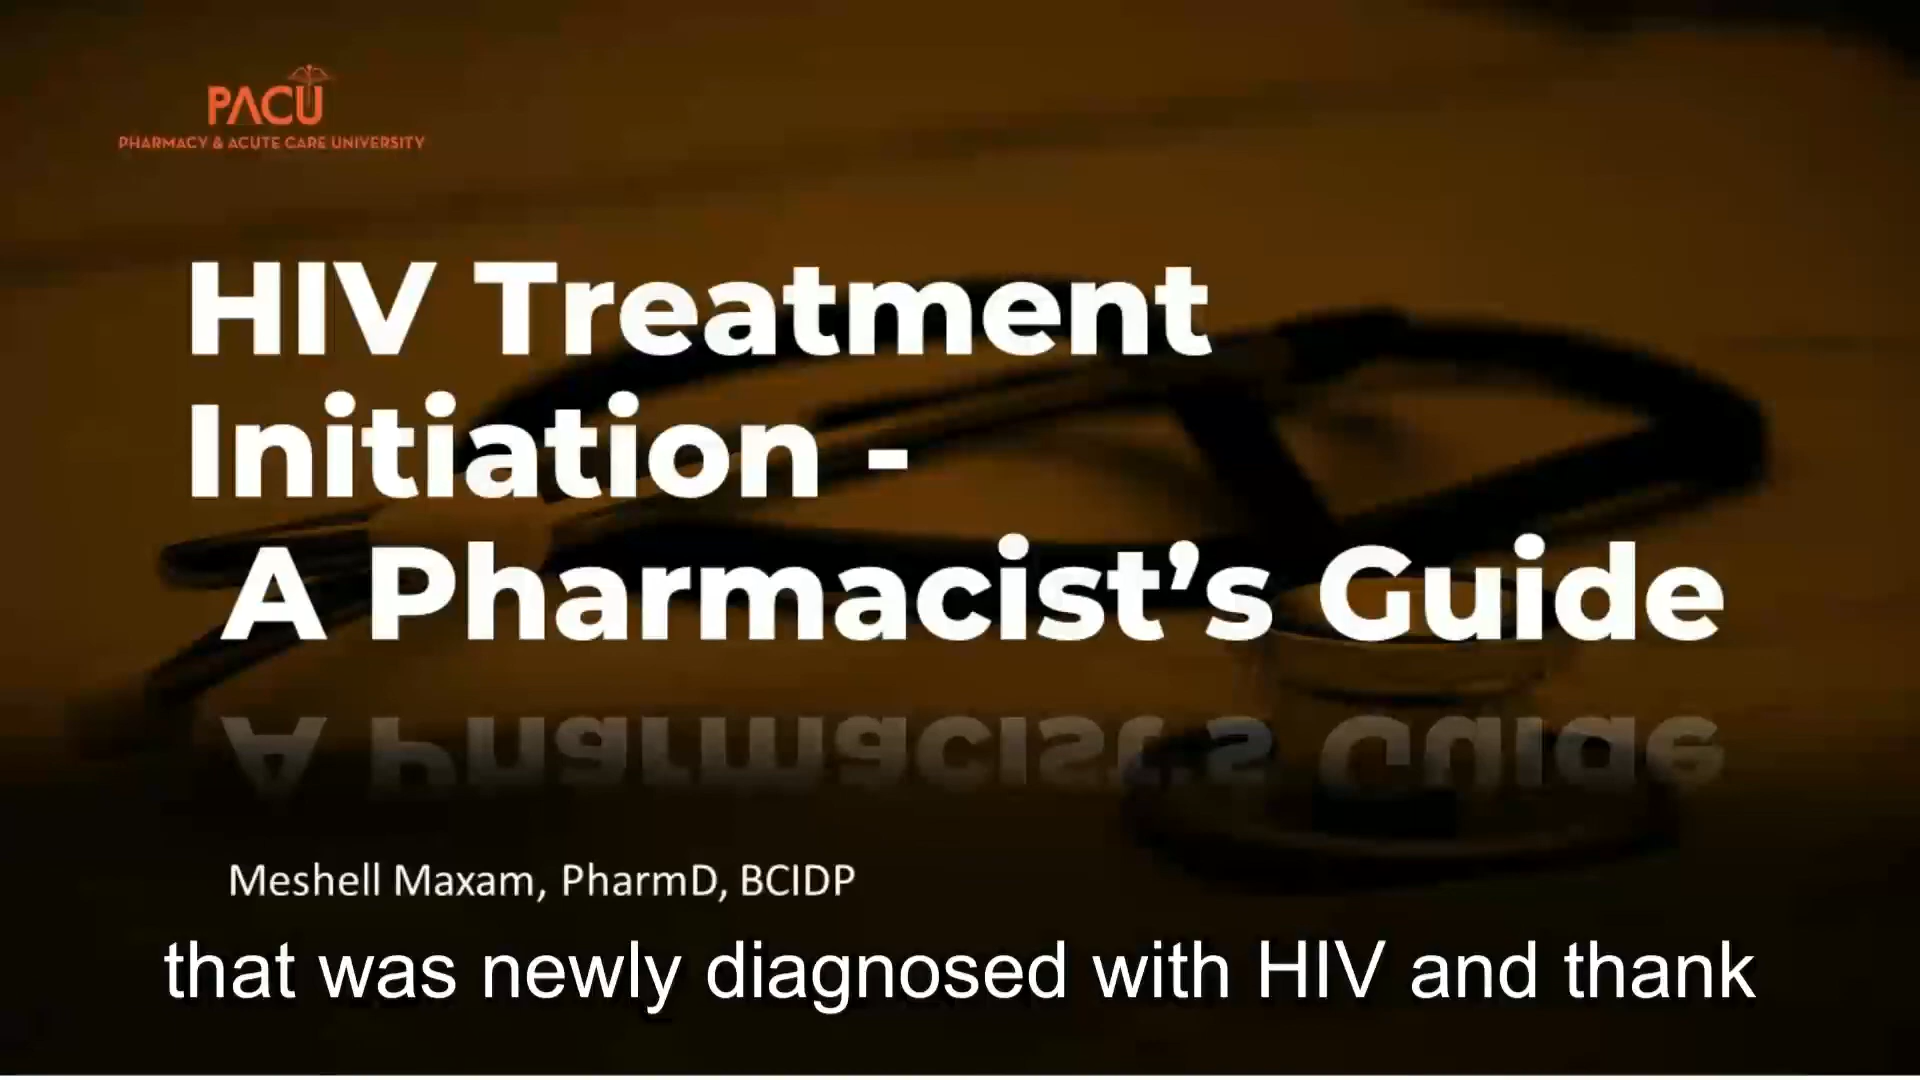 PACU
PHARMACY & ACUTE CARE UNIVERSITY
HIV Treatment
Initiation -
A Pharmacist’s Guide
Meshell Maxam, PharmD, BCIDP
that was newly diagnosed with HIV and thank